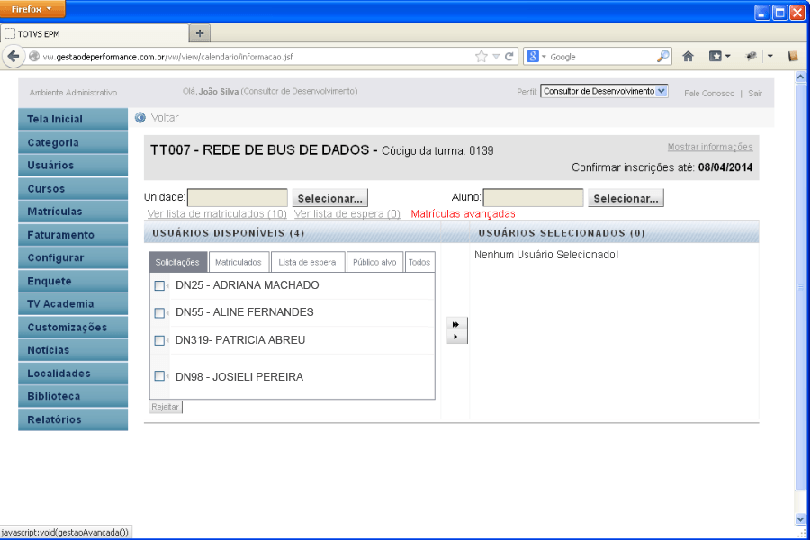 Firefox
TOTVS EPM
vw.gestaodeperformance.com.br/vw/view/calendario/informacao.jsf
Google
Ambiente Administrativo
Olá, João Silva (Consultor de Desenvolvimento)
Perfil Consultor de Desenvolvimento
Fale Conosco | Sair
Tela Inicial
Categoria
Usuários
Cursos
Matrículas
Faturamento
Configurar
Enquete
TV Academia
Customizações
Notícias
Localidades
Biblioteca
Relatórios
Voltar
TT007 - REDE DE BUS DE DADOS - Código da turma: 0139
Mostrar informações
Confirmar inscrições até: 08/04/2014
Unidade: Selecionar... Aluno: Selecionar...
Ver lista de matriculados (10) Ver lista de espera (0) Matrículas avançadas
USUÁRIOS DISPONÍVEIS (4)
USUÁRIOS SELECIONADOS (0)
Solicitações Matriculados Lista de espera Público alvo Todos
Nenhum Usuário Selecionado!
DN25 - ADRIANA MACHADO
DN55 - ALINE FERNANDES
DN319- PATRICIA ABREU
DN98 - JOSIELI PEREIRA
Rejeitar
javascript:void(gestaoAvancada())